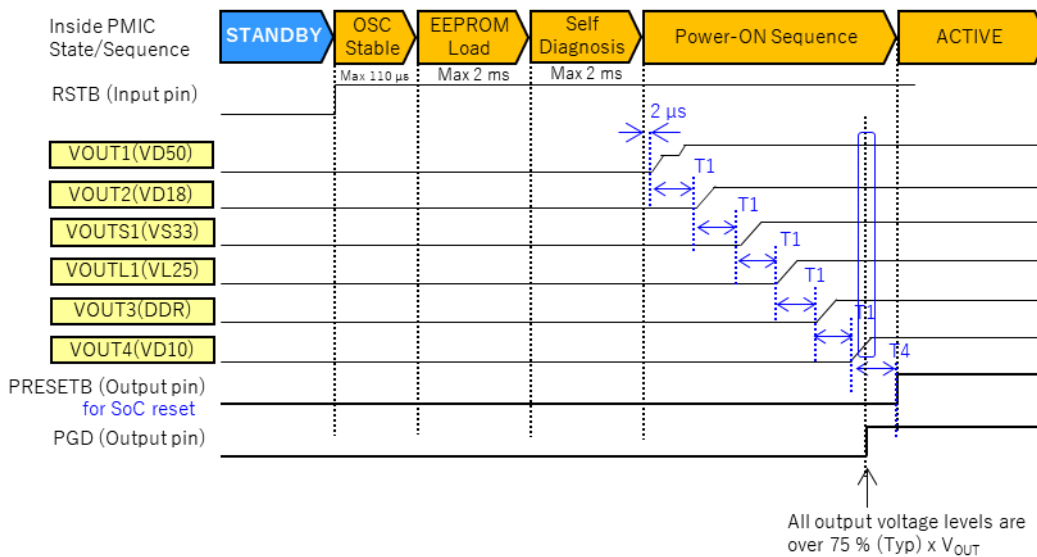 Inside PMIC
State/Sequence
STANDBY
OSC
Stable
EEPROM
Load
Self
Diagnosis
Power-ON Sequence
ACTIVE
Max 110 µs
Max 2 ms
Max 2 ms
RSTB (Input pin)
2 µs
VOUT1(VD50)
T1
VOUT2(VD18)
T1
VOUTS1(VS33)
T1
VOUTL1(VL25)
T1
VOUT3(DDR)
T1
VOUT4(VD10)
T4
PRESETB (Output pin)
for SoC reset
PGD (Output pin)
All output voltage levels are
over 75 % (Typ) x VOUT